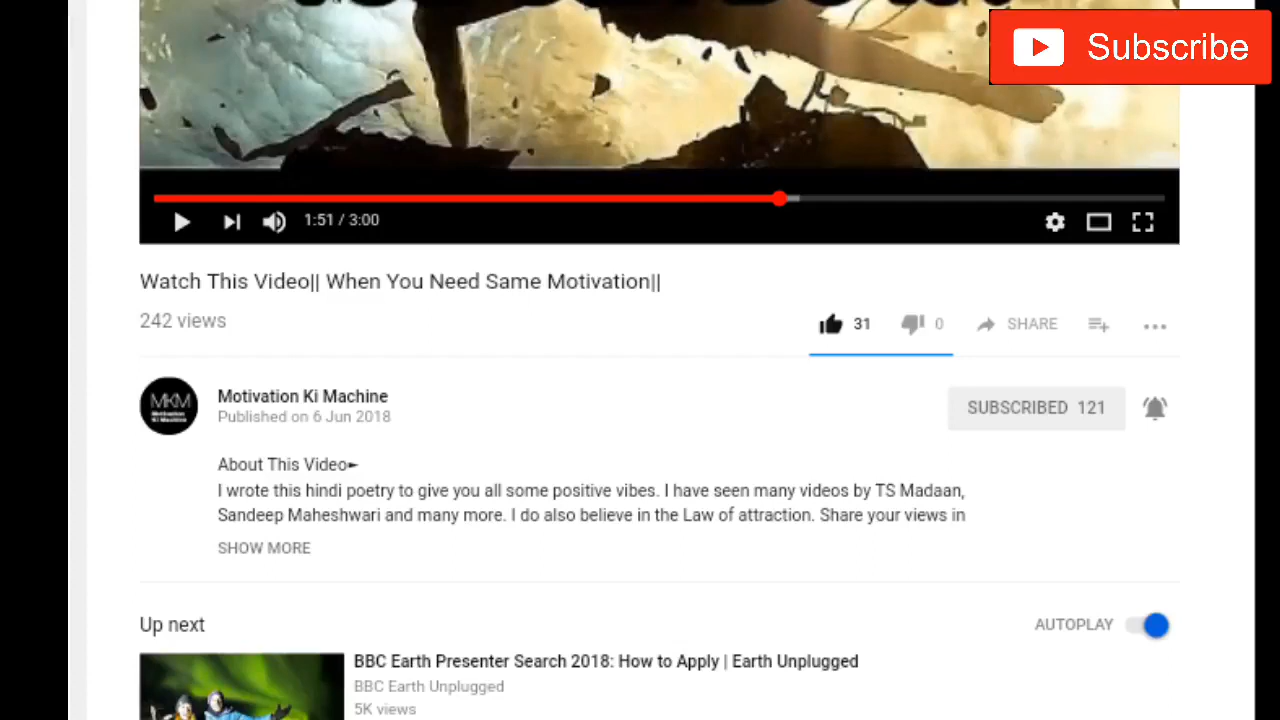 Subscribe
1:51 / 3:00
Watch This Video|| When You Need Same Motivation||
242 views
31 0 SHARE
MKM
Motivation
Ki Machine
Motivation Ki Machine
Published on 6 Jun 2018
SUBSCRIBED 121
About This Video►
I wrote this hindi poetry to give you all some positive vibes. I have seen many videos by TS Madaan,
Sandeep Maheshwari and many more. I do also believe in the Law of attraction. Share your views in
SHOW MORE
Up next
AUTOPLAY
BBC Earth Presenter Search 2018: How to Apply | Earth Unplugged
BBC Earth Unplugged
5K views